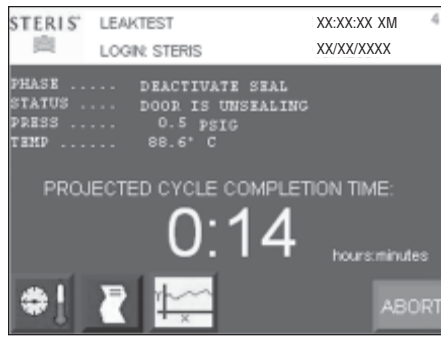 STERIS® LEAKTEST XX:XX:XX XM 4
LOGIN: STERIS XX/XX/XXXX
PHASE ..... DEACTIVATE SEAL
STATUS .... DOOR IS UNSEALING
PRESS ..... 0.5 PSIG
TEMP ...... 88.6° C
PROJECTED CYCLE COMPLETION TIME:
0:14
hours:minutes
X
ABORT